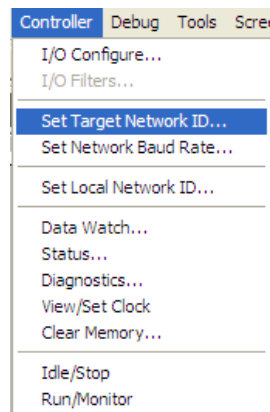 Controller Debug Tools Scree
I/O Configure...
I/O Filters...
Set Target Network ID...
Set Network Baud Rate...
Set Local Network ID...
Data Watch...
Status...
Diagnostics...
View/Set Clock
Clear Memory...
Idle/Stop
Run/Monitor